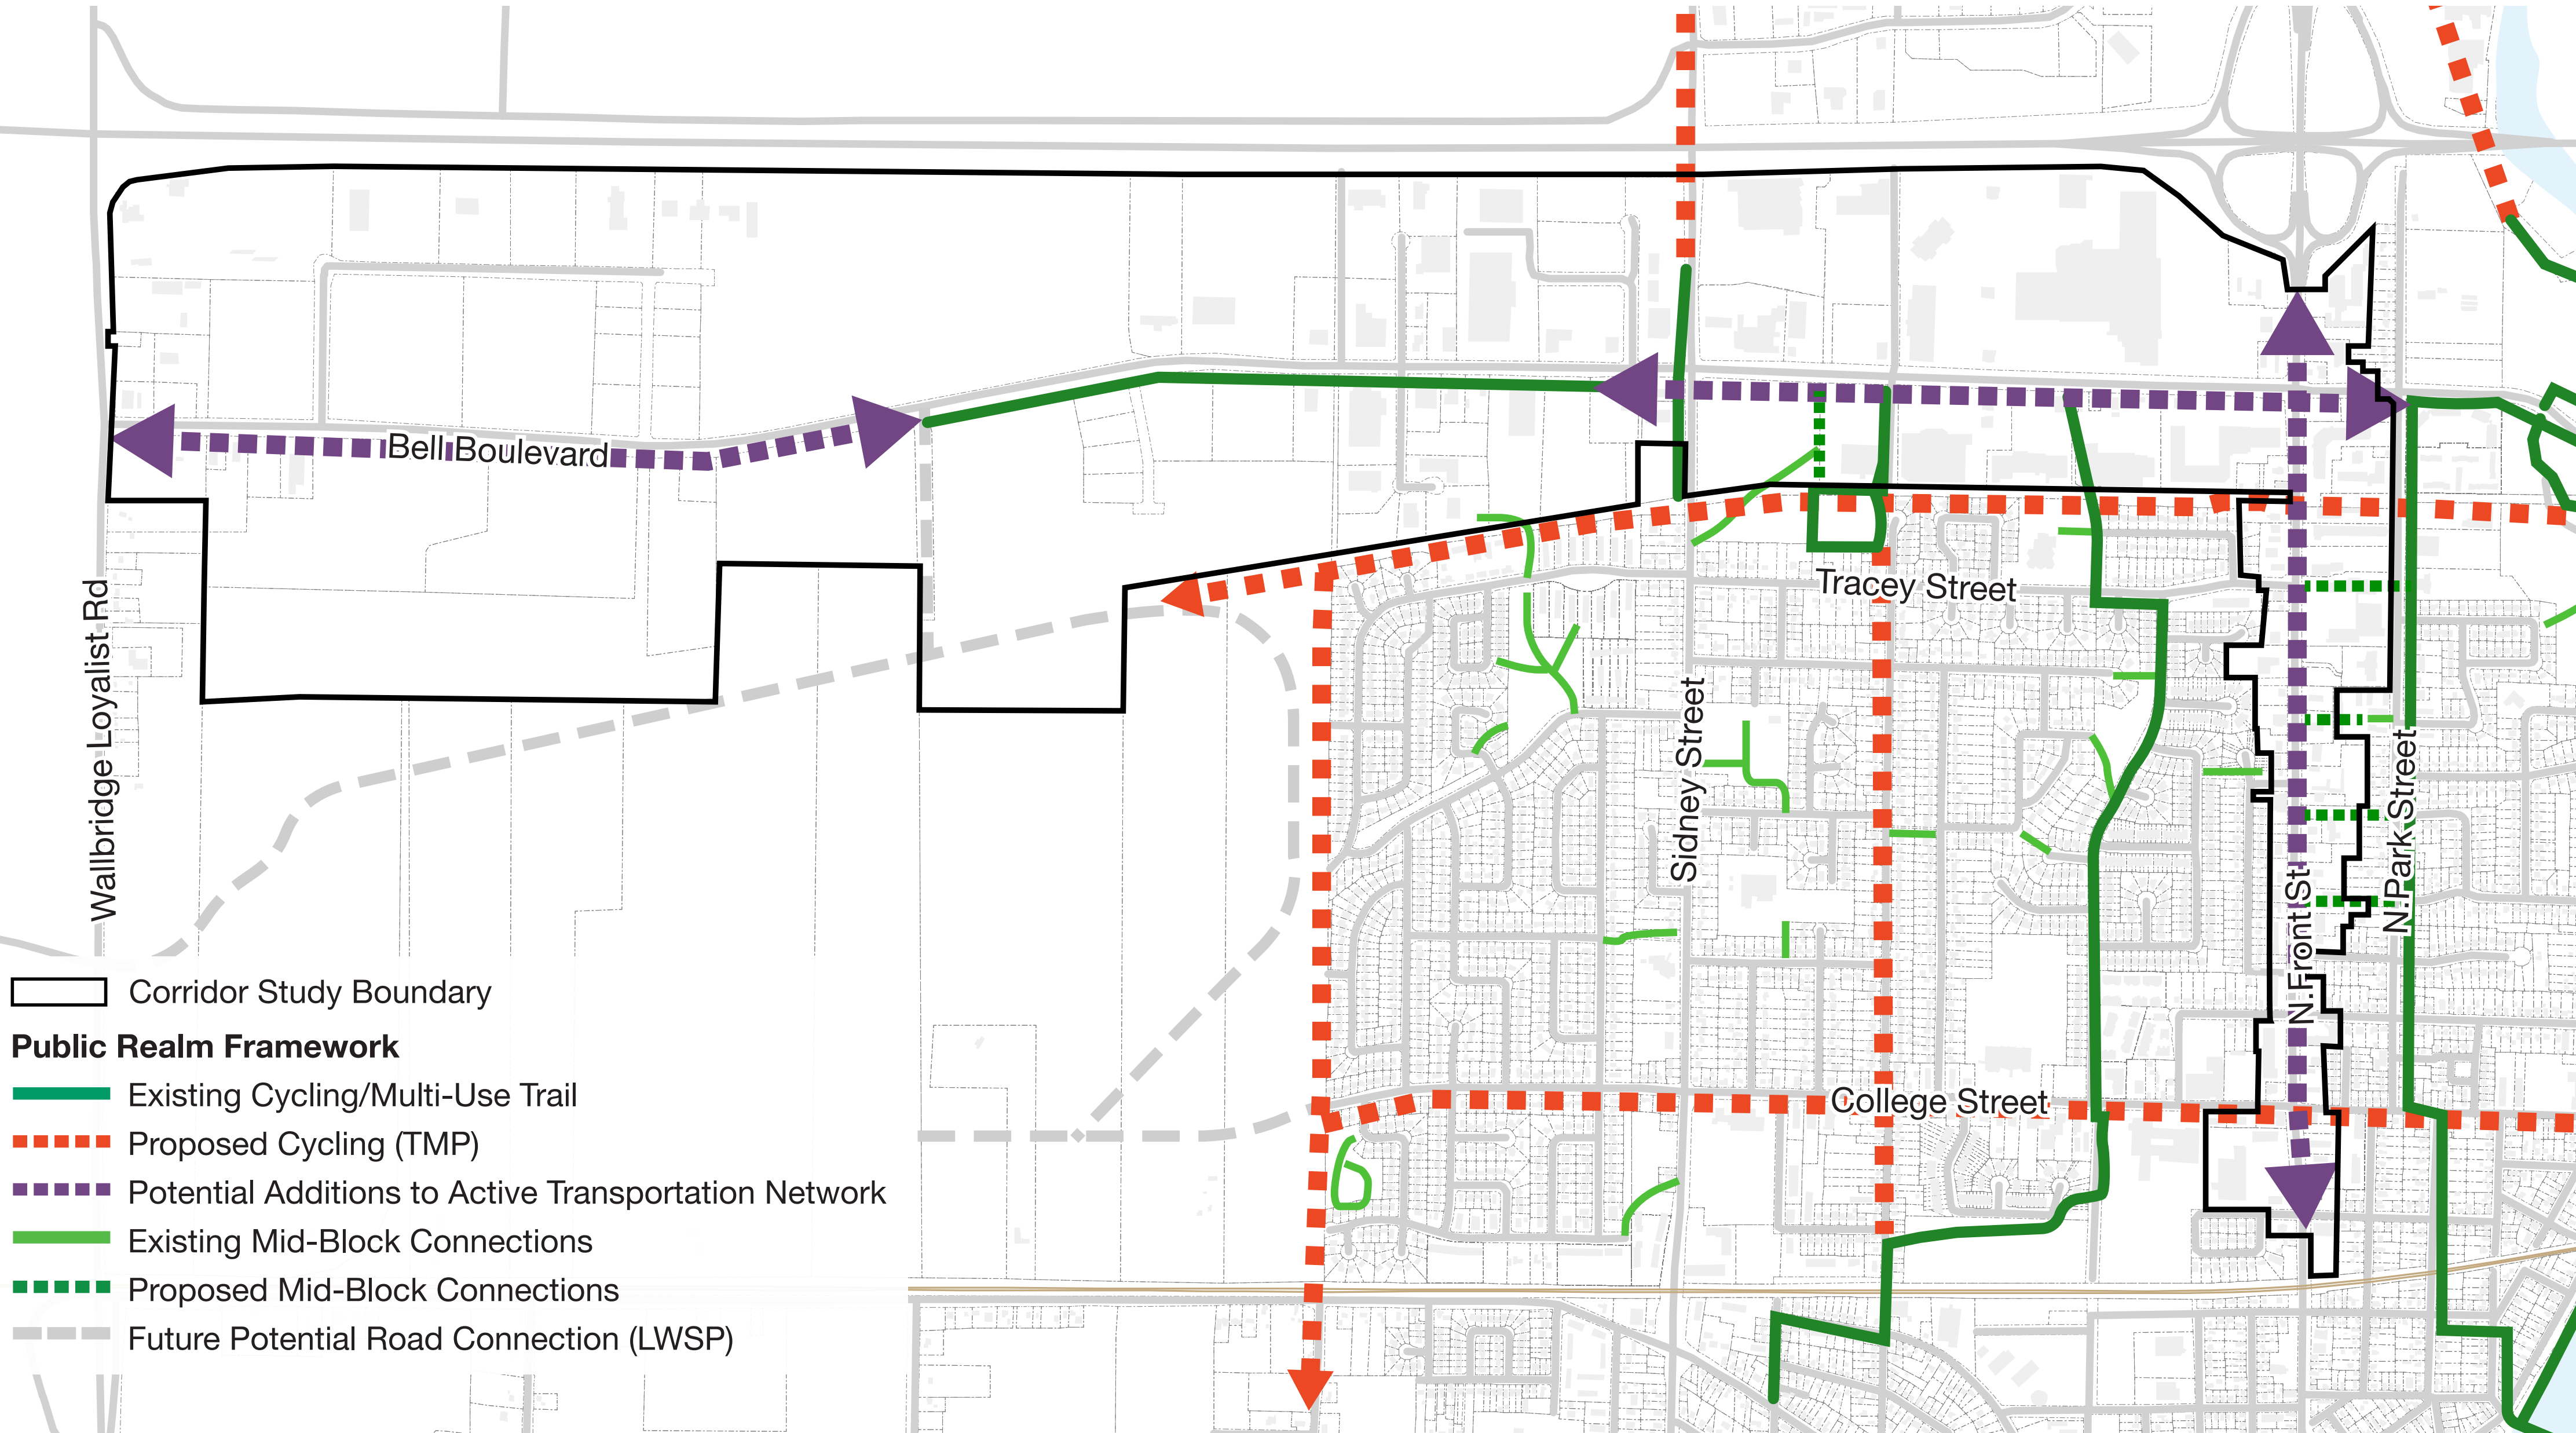 Bell Boulevard
Wallbridge Loyalist Rd
Tracey Street
Sidney Street
N.Park Street
N.Front St
College Street
Corridor Study Boundary
Public Realm Framework
Existing Cycling/Multi-Use Trail
Proposed Cycling (TMP)
Potential Additions to Active Transportation Network
Existing Mid-Block Connections
Proposed Mid-Block Connections
Future Potential Road Connection (LWSP)